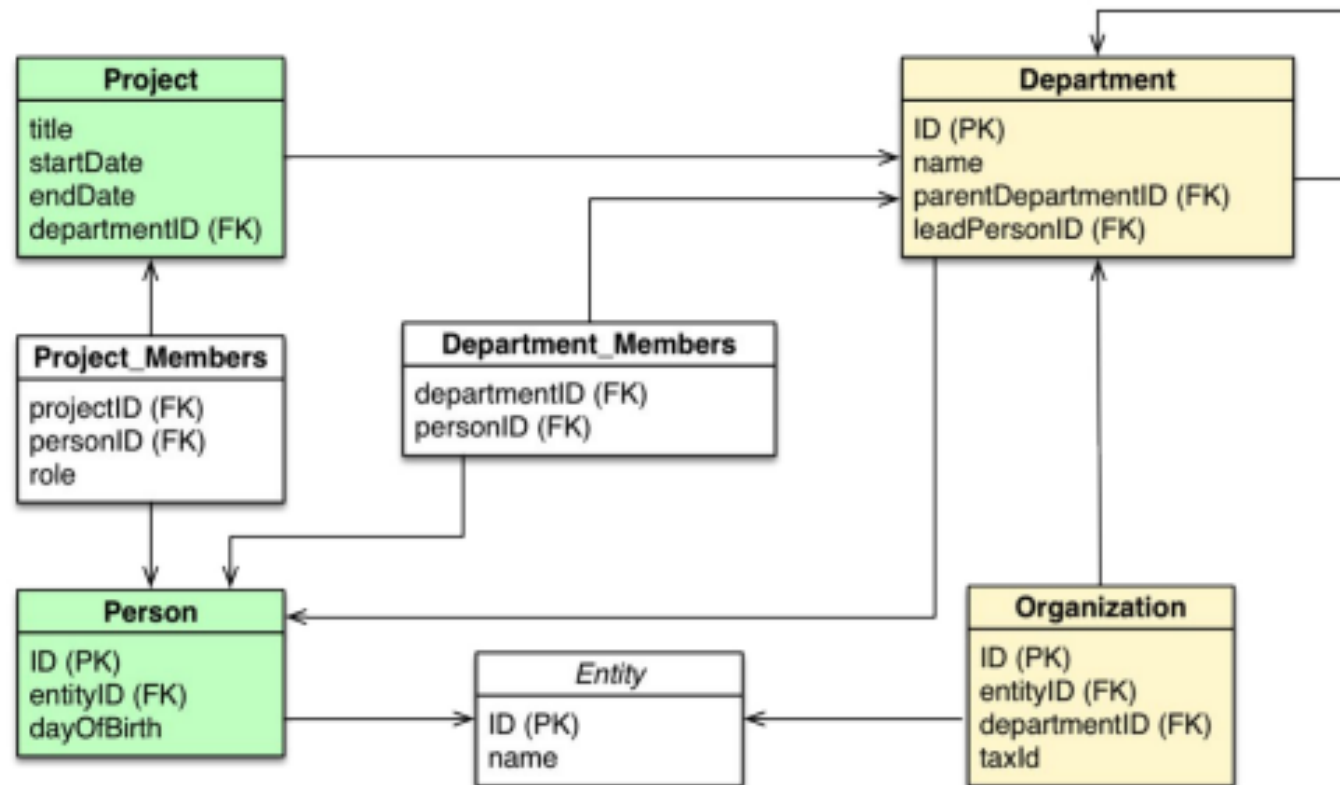 Project
title
startDate
endDate
departmentID (FK)
Department
ID (PK)
name
parentDepartmentID (FK)
leadPersonID (FK)
Project_Members
projectID (FK)
personID (FK)
role
Department_Members
departmentID (FK)
personID (FK)
Person
ID (PK)
entityID (FK)
dayOfBirth
Entity
ID (PK)
name
Organization
ID (PK)
entityID (FK)
departmentID (FK)
taxId